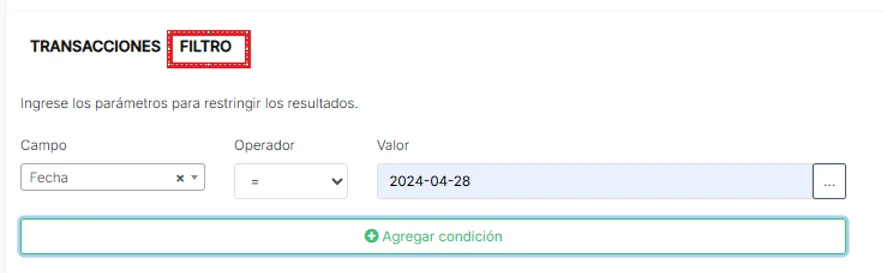 TRANSACCIONES FILTRO
Ingrese los parámetros para restringir los resultados.
Campo Operador Valor
Fecha × = 2024-04-28 ...
Agregar condición